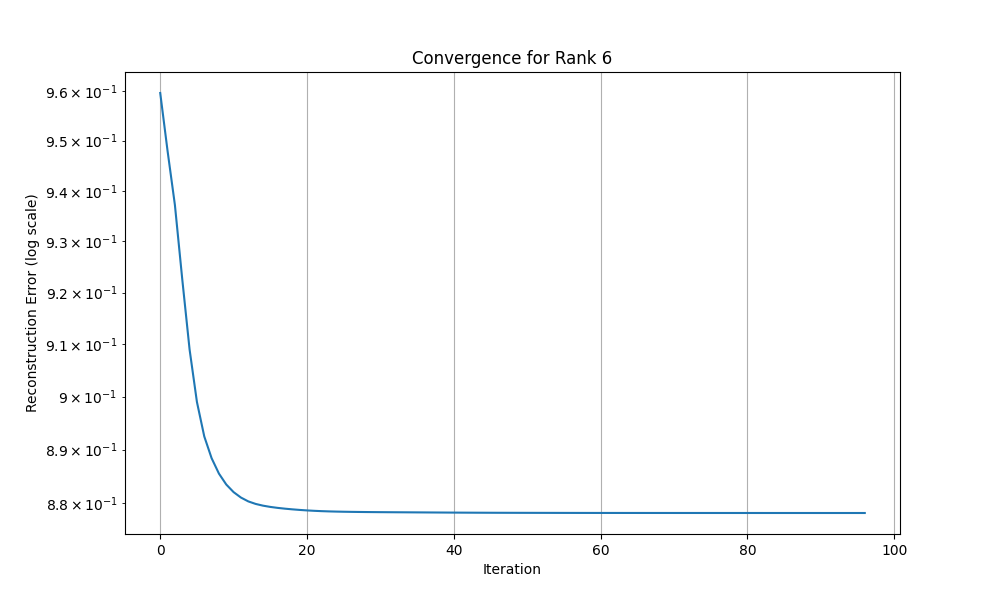 Convergence for Rank 6
Reconstruction Error (log scale)
9.6 × 10⁻¹
9.5 × 10⁻¹
9.4 × 10⁻¹
9.3 × 10⁻¹
9.2 × 10⁻¹
9.1 × 10⁻¹
9 × 10⁻¹
8.9 × 10⁻¹
8.8 × 10⁻¹
0 20 40 60 80 100
Iteration